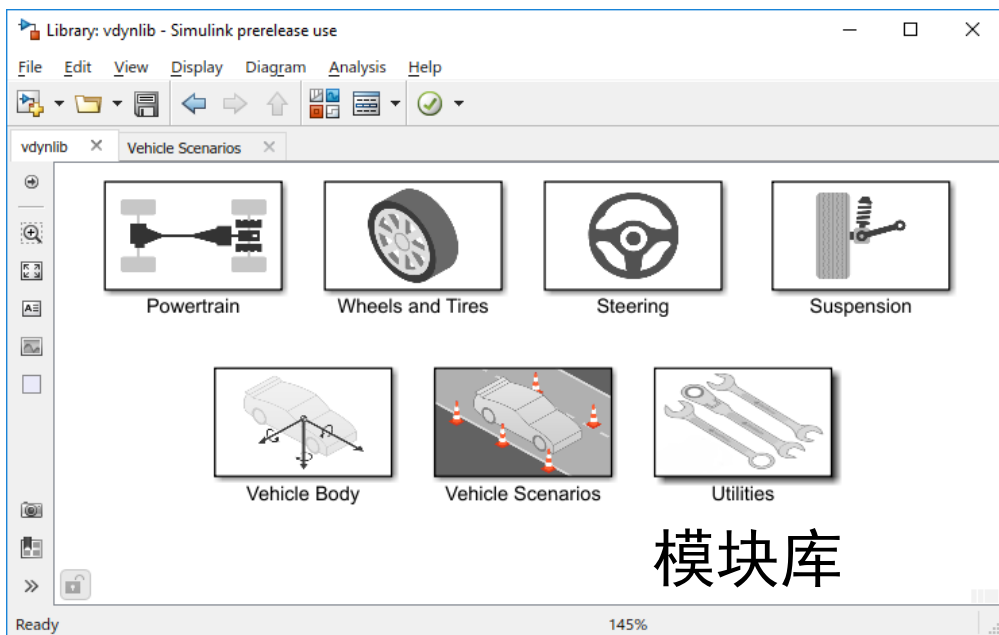 Library: vdynlib - Simulink prerelease use
File Edit View Display Diagram Analysis Help
vdynlib Vehicle Scenarios
Powertrain Wheels and Tires Steering Suspension
Vehicle Body Vehicle Scenarios Utilities
模块库
Ready 145%